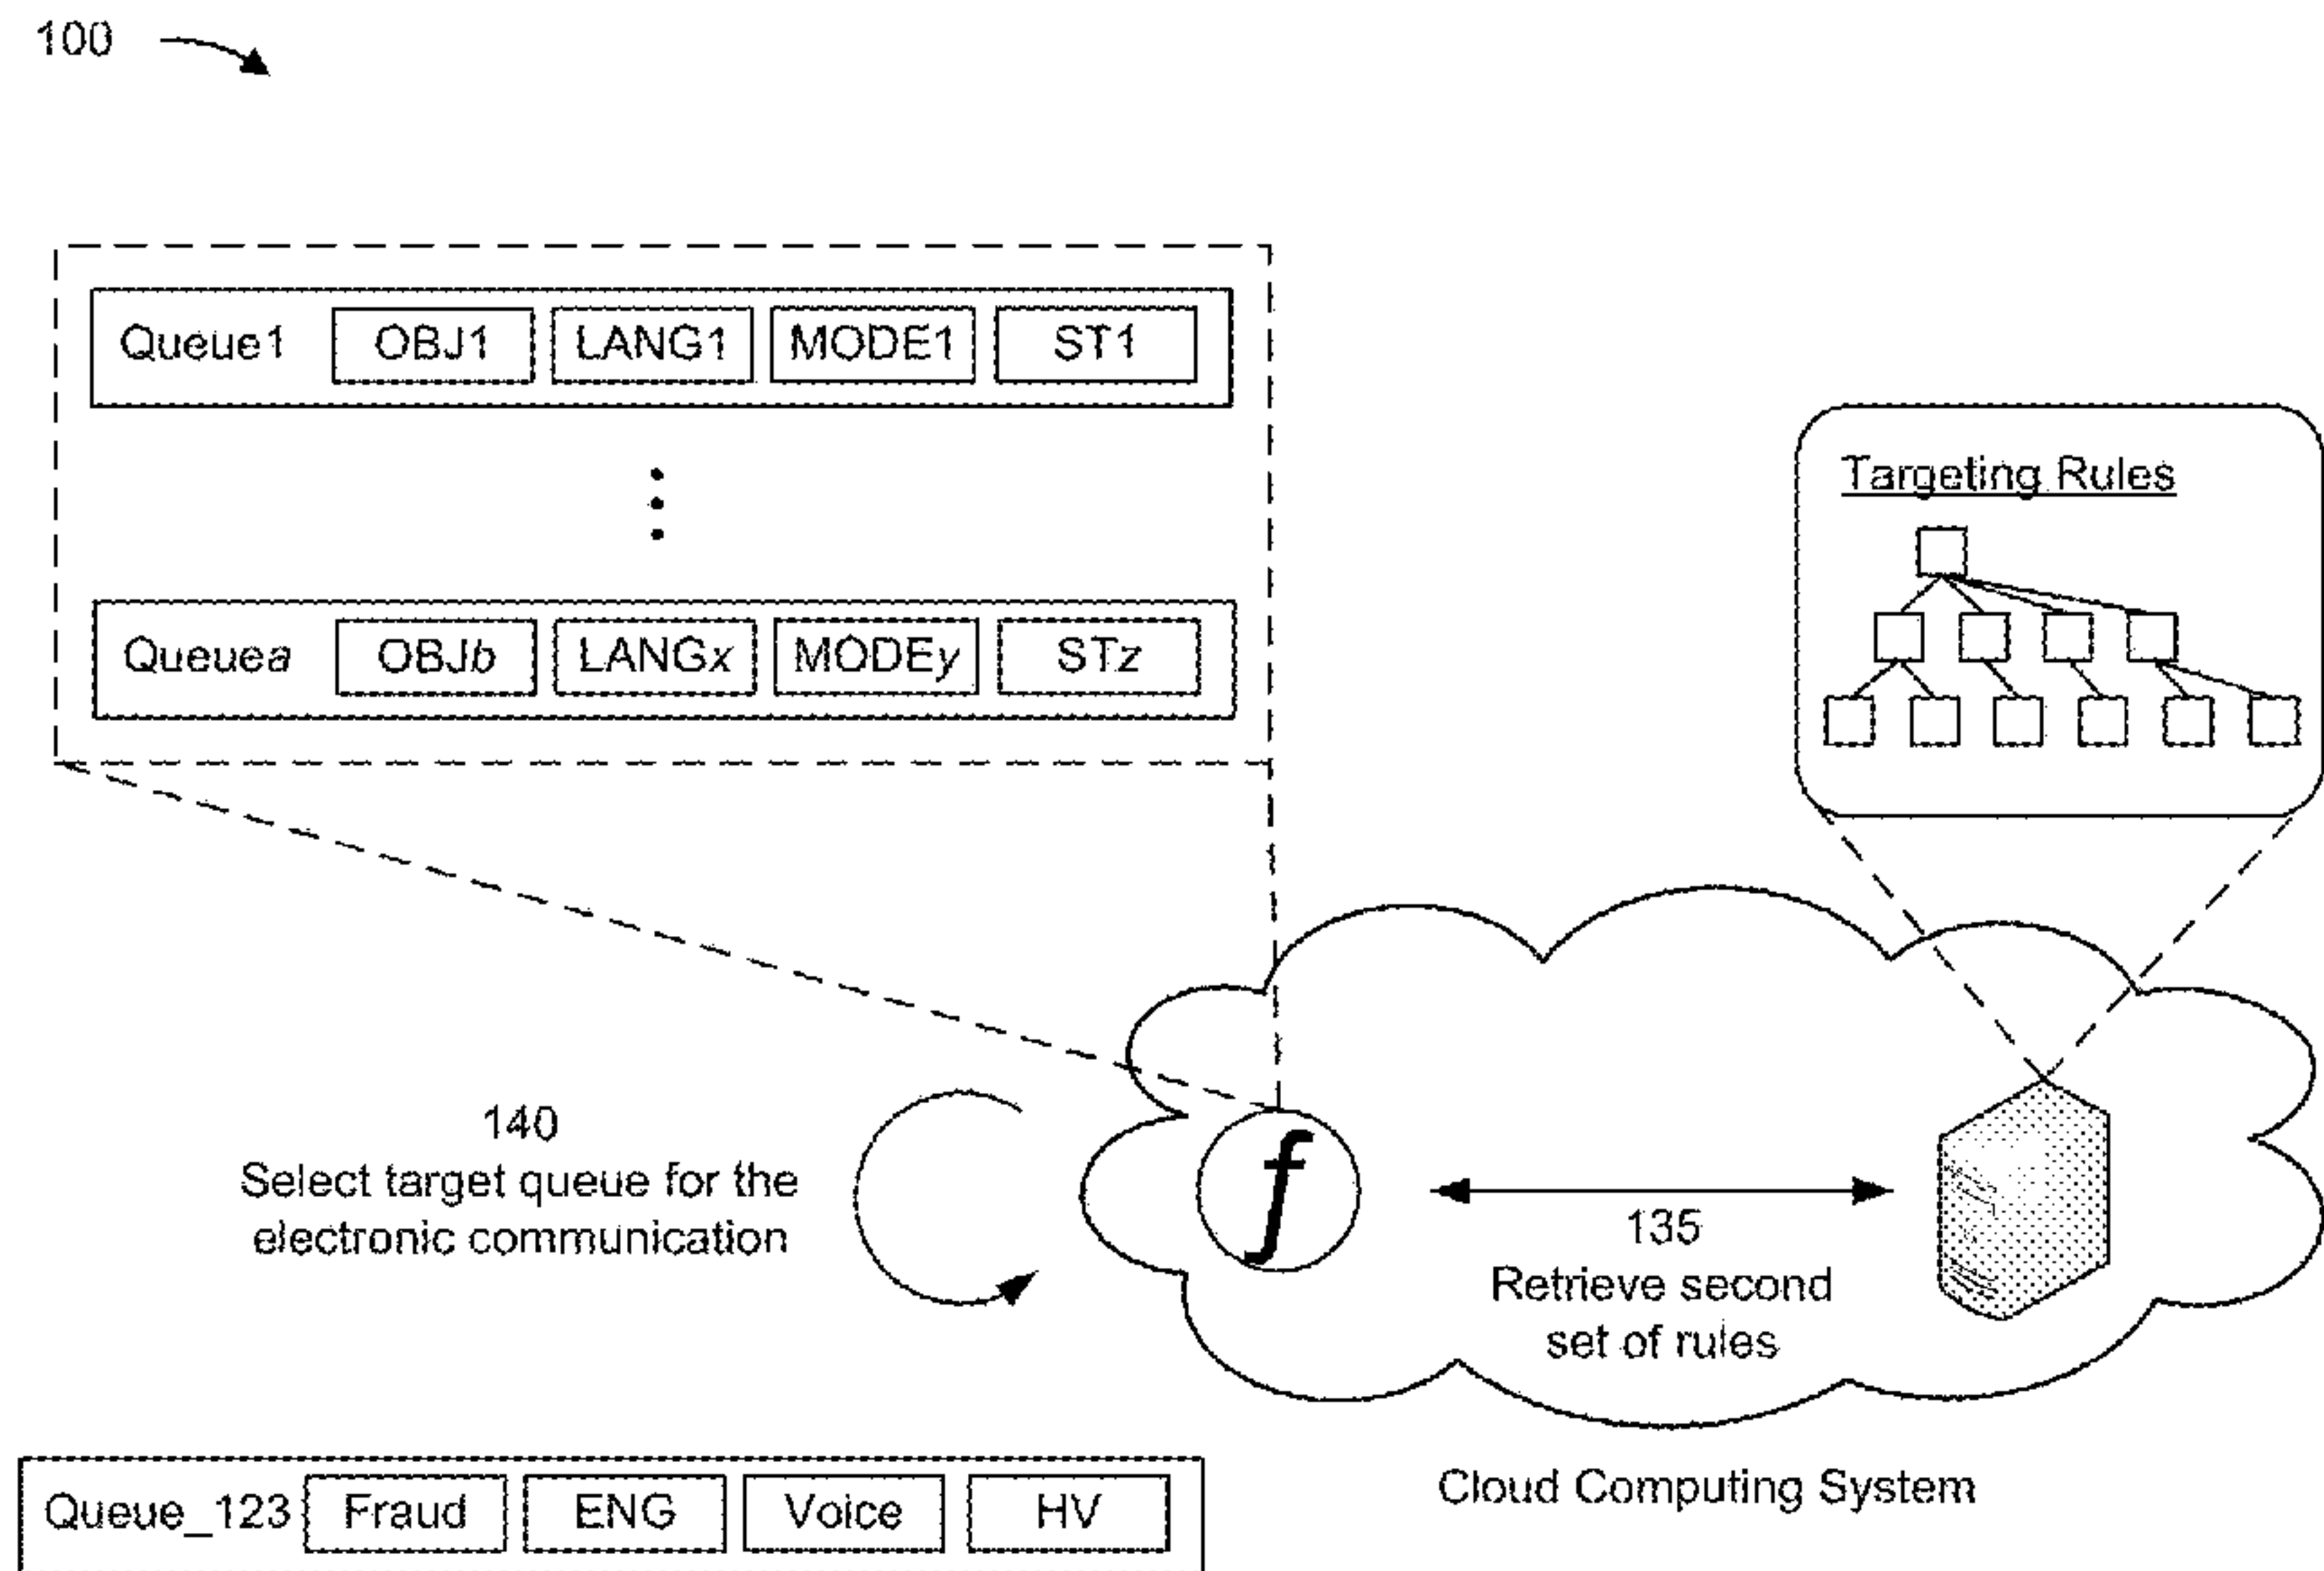 100
Queue1 OBJ1 LANG1 MODE1 ST1
Queuea OBJb LANGx MODEy STz
Targeting Rules
140
Select target queue for the
electronic communication
f
135
Retrieve second
set of rules
Cloud Computing System
Queue_123 Fraud ENG Voice HV